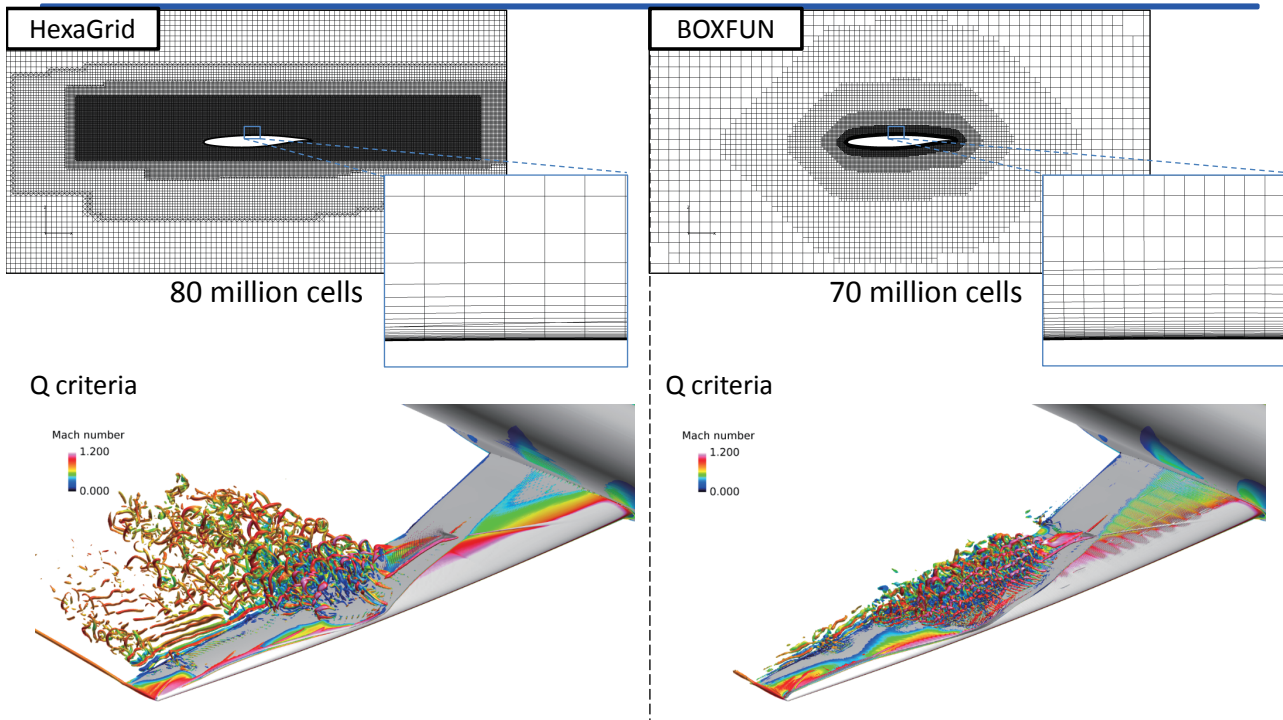 HexaGrid
BOXFUN
80 million cells
70 million cells
Q criteria
Q criteria
Mach number
1.200
0.000
Mach number
1.200
0.000